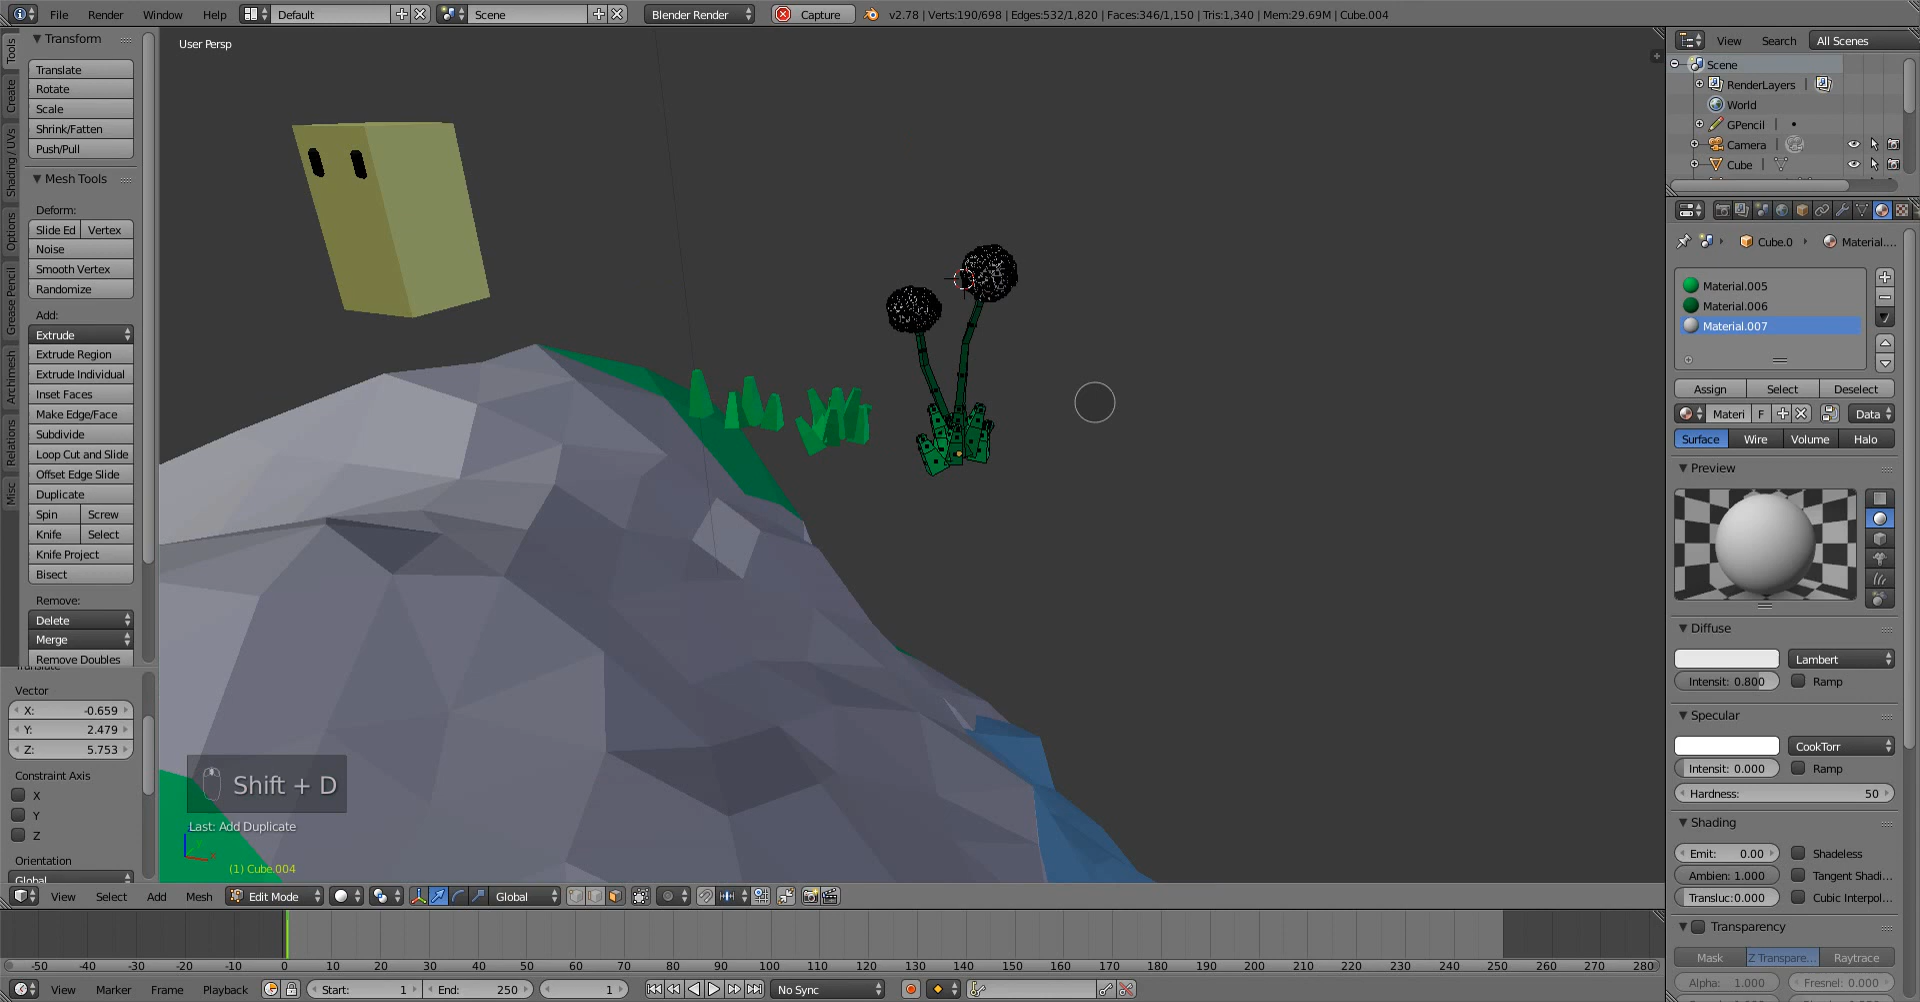 File Render Window Help Default Scene Blender Render Capture v2.78 | Verts:190/698 | Edges:532/1,820 | Faces:346/1,150 | Tris:1,340 | Mem:29.69M | Cube.004
Tools
Create
Shading / UVs
Options
Grease Pencil
Archimesh
Relations
Misc
Transform
Translate
Rotate
Scale
Shrink/Fatten
Push/Pull
Mesh Tools
Deform:
Slide Ed Vertex
Noise
Smooth Vertex
Randomize
Add:
Extrude
Extrude Region
Extrude Individual
Inset Faces
Make Edge/Face
Subdivide
Loop Cut and Slide
Offset Edge Slide
Duplicate
Spin Screw
Knife Select
Knife Project
Bisect
Remove:
Delete
Merge
Remove Doubles
Translate
Vector
X: -0.659
Y: 2.479
Z: 5.753
Constraint Axis
X
Y
Z
Orientation
Global
User Persp
Shift + D
Last: Add Duplicate
(1) Cube.004
View Select Add Mesh Edit Mode Global
-50 -40 -30 -20 -10 0 10 20 30 40 50 60 70 80 90 100 110 120 130 140 150 160 170 180 190 200 210 220 230 240 250 260 270 280
View Marker Frame Playback Start: 1 End: 250 1 No Sync
View Search All Scenes
Scene
RenderLayers |
World
GPencil |
Camera |
Cube |
Cube.0 Material....
Material.005
Material.006
Material.007
Assign Select Deselect
Materi F Data
Surface Wire Volume Halo
Preview
Diffuse
Lambert
Intensit: 0.800 Ramp
Specular
CookTorr
Intensit: 0.000 Ramp
Hardness: 50
Shading
Emit: 0.00 Shadeless
Ambien: 1.000 Tangent Shadi...
Transluc:0.000 Cubic Interpol...
Transparency
Mask Z Transpare... Raytrace
Alpha: 1.000 Fresnel: 0.000